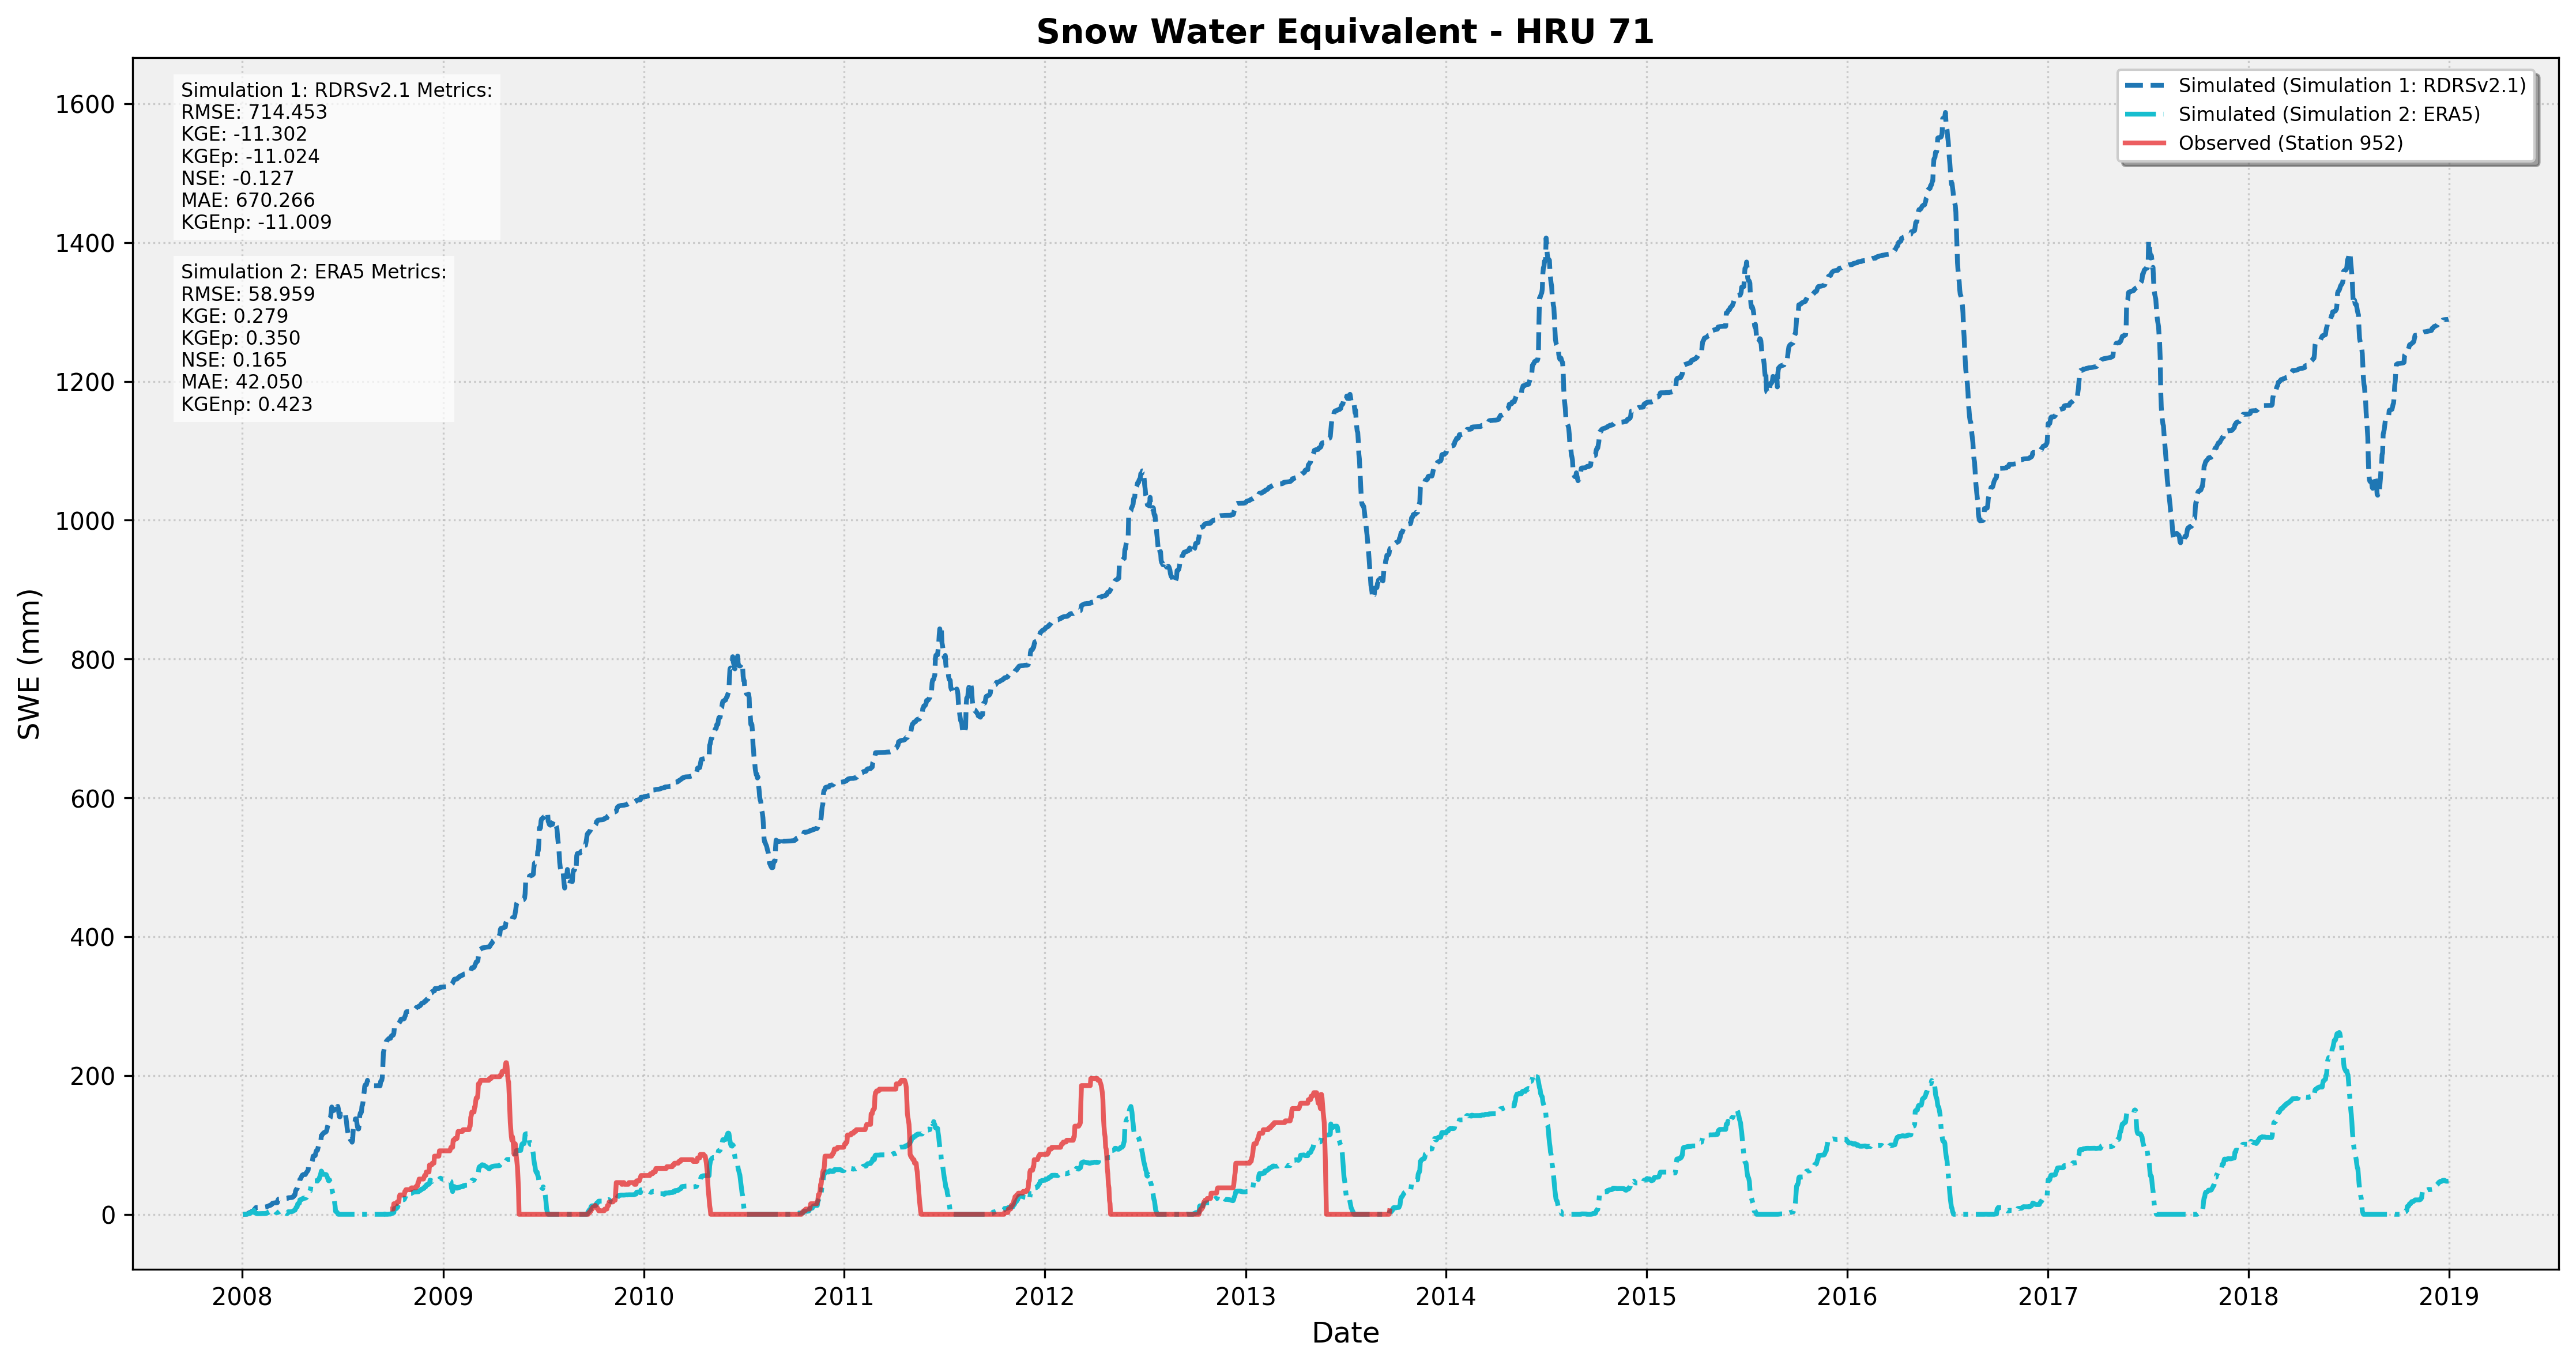 Snow Water Equivalent - HRU 71
Simulation 1: RDRSv2.1 Metrics:
RMSE: 714.453
KGE: -11.302
KGEp: -11.024
NSE: -0.127
MAE: 670.266
KGEnp: -11.009
Simulation 2: ERA5 Metrics:
RMSE: 58.959
KGE: 0.279
KGEp: 0.350
NSE: 0.165
MAE: 42.050
KGEnp: 0.423
Simulated (Simulation 1: RDRSv2.1)
Simulated (Simulation 2: ERA5)
Observed (Station 952)
SWE (mm)
1600
1400
1200
1000
800
600
400
200
0
2008 2009 2010 2011 2012 2013 2014 2015 2016 2017 2018 2019
Date